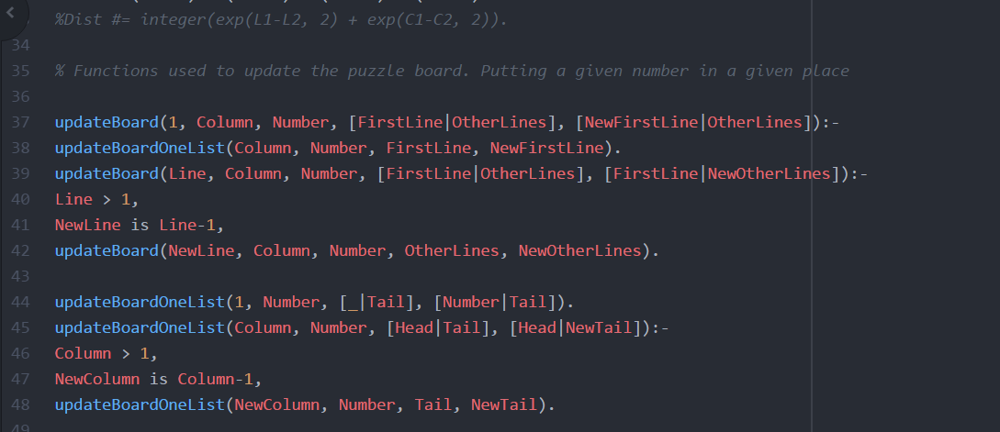 %Dist #= integer(exp(L1-L2, 2) + exp(C1-C2, 2)).
34
35 % Functions used to update the puzzle board. Putting a given number in a given place
36
37 updateBoard(1, Column, Number, [FirstLine|OtherLines], [NewFirstLine|OtherLines]):-
38 updateBoardOneList(Column, Number, FirstLine, NewFirstLine).
39 updateBoard(Line, Column, Number, [FirstLine|OtherLines], [FirstLine|NewOtherLines]):-
40 Line > 1,
41 NewLine is Line-1,
42 updateBoard(NewLine, Column, Number, OtherLines, NewOtherLines).
43
44 updateBoardOneList(1, Number, [_|Tail], [Number|Tail]).
45 updateBoardOneList(Column, Number, [Head|Tail], [Head|NewTail]):-
46 Column > 1,
47 NewColumn is Column-1,
48 updateBoardOneList(NewColumn, Number, Tail, NewTail).
49